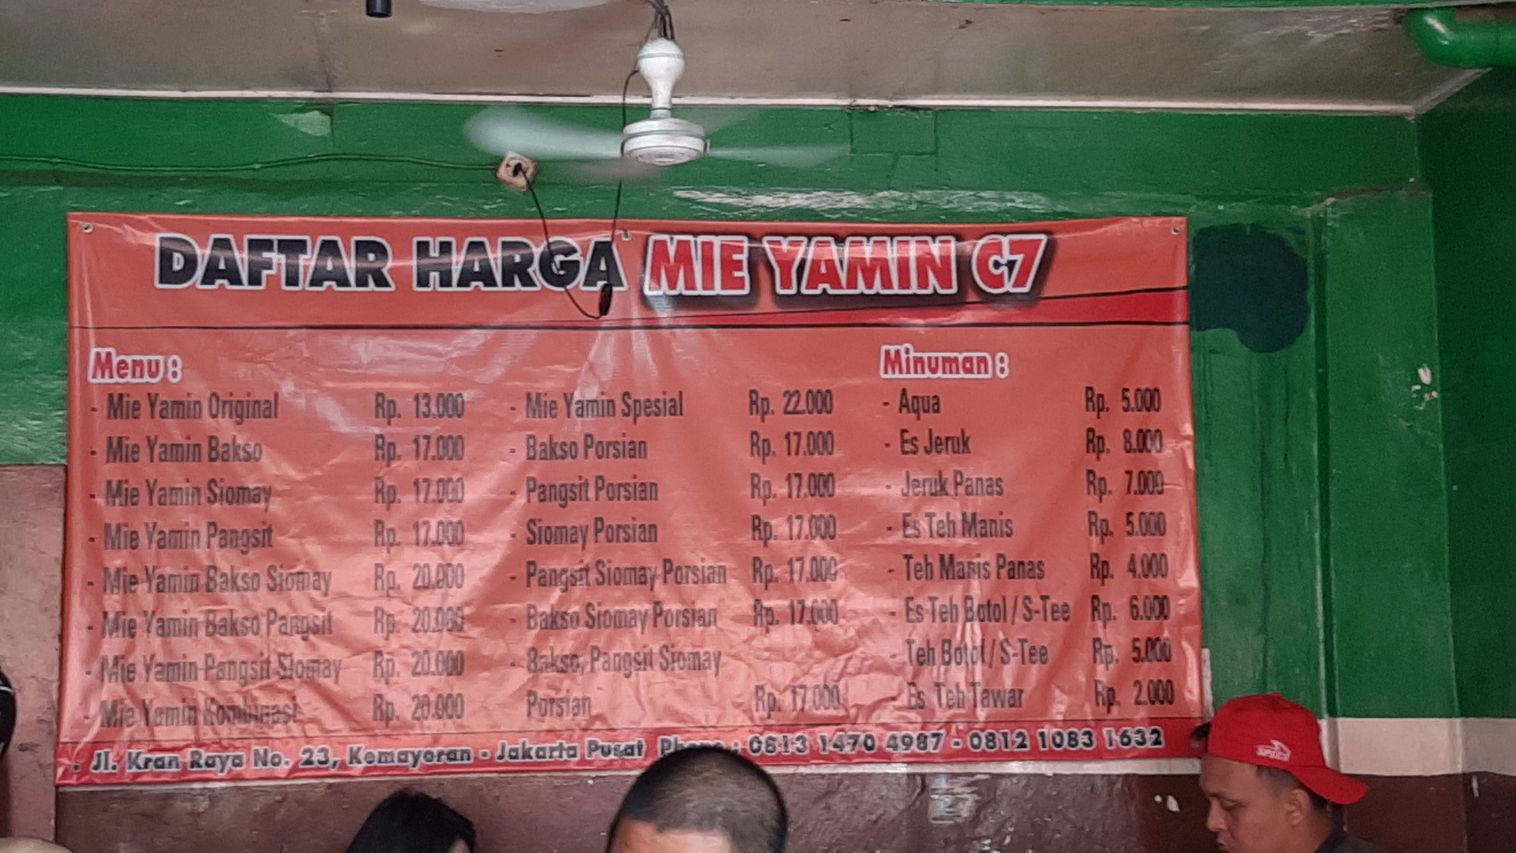 DAFTAR HARGA MIE YAMIN C7
Menu :
- Mie Yamin Original Rp. 13.000
- Mie Yamin Bakso Rp. 17.000
- Mie Yamin Siomay Rp. 17.000
- Mie Yamin Pangsit Rp. 17.000
- Mie Yamin Bakso Siomay Rp. 20.000
- Mie Yamin Bakso Pangsit Rp. 20.000
- Mie Yamin Pangsit Siomay Rp. 20.000
- Mie Yamin Kombinasi Rp. 20.000
- Mie Yamin Spesial Rp. 22.000
- Bakso Porsian Rp. 17.000
- Pangsit Porsian Rp. 17.000
- Siomay Porsian Rp. 17.000
- Pangsit Siomay Porsian Rp. 17.000
- Bakso Siomay Porsian Rp. 17.000
- Bakso, Pangsit Siomay
Porsian Rp. 17.000
Minuman :
- Aqua Rp. 5.000
- Es Jeruk Rp. 8.000
- Jeruk Panas Rp. 7.000
- Es Teh Manis Rp. 5.000
- Teh Manis Panas Rp. 4.000
- Es Teh Botol / S-Tee Rp. 6.000
- Teh Botol / S-Tee Rp. 5.000
- Es Teh Tawar Rp. 2.000
Jl. Kran Raya No. 23, Kemayoran - Jakarta Pusat Phone : 0813 1470 4987 - 0812 1083 1632